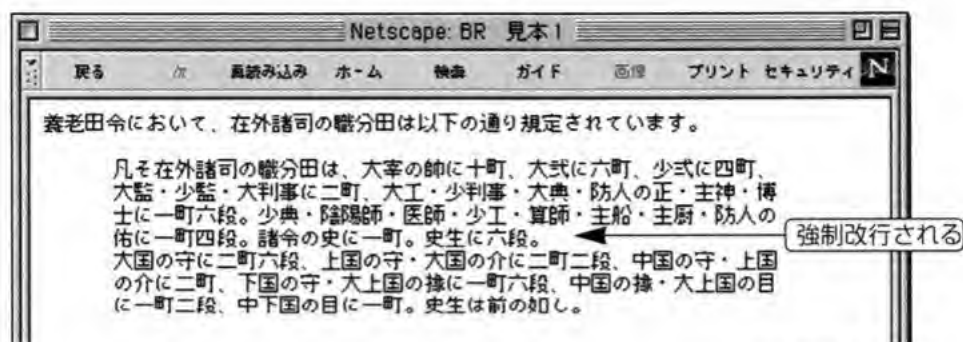 Netscape: BR 見本1
戻る 再読み込み ホーム 検索 ガイド 画像 プリント セキュリティ N
養老田令において、在外諸司の職分田は以下の通り規定されています。
凡そ在外諸司の職分田は、大宰の帥に十町、大弐に六町、少弐に四町、
大監・少監・大判事に二町、大工・少判事・大典・防人の正・主神・博
士に一町六段。少典・陰陽師・医師・少工・算師・主船・主厨・防人の
佑に一町四段。諸令の史に一町。史生に六段。
強制改行される
大国の守に二町六段、上国の守・大国の介に二町二段、中国の守・上国
の介に二町、下国の守・大上国の掾に一町六段、中国の掾・大上国の目
に一町二段、中下国の目に一町。史生は前の如し。